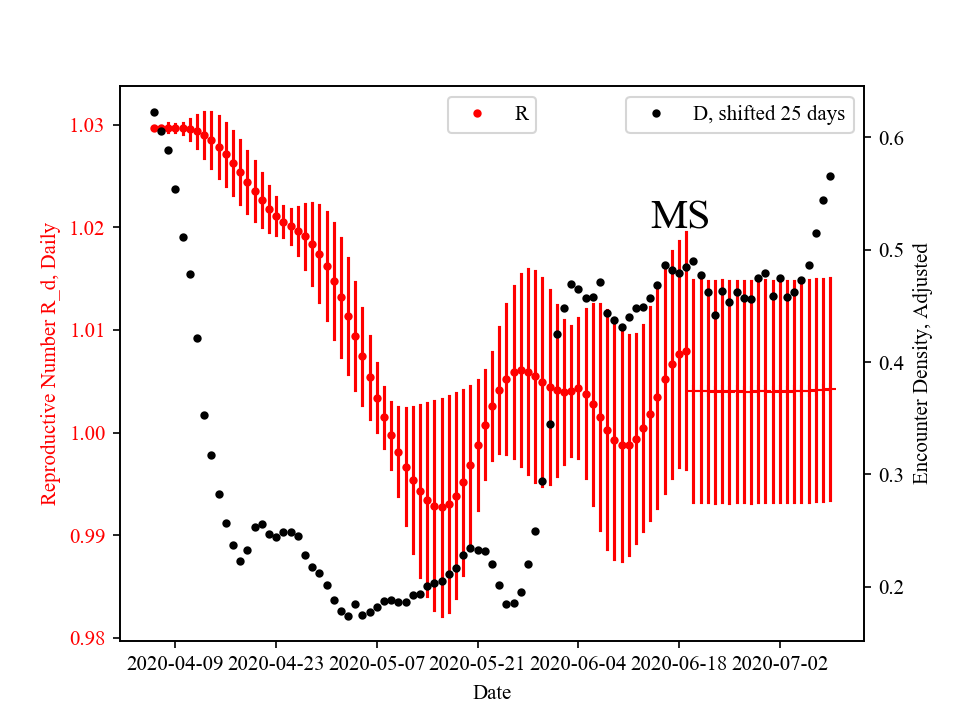 R
D, shifted 25 days
MS
Reproductive Number R_d, Daily
1.03
1.02
1.01
1.00
0.99
0.98
0.6
0.5
0.4
0.3
0.2
Encounter Density, Adjusted
2020-04-09 2020-04-23 2020-05-07 2020-05-21 2020-06-04 2020-06-18 2020-07-02
Date